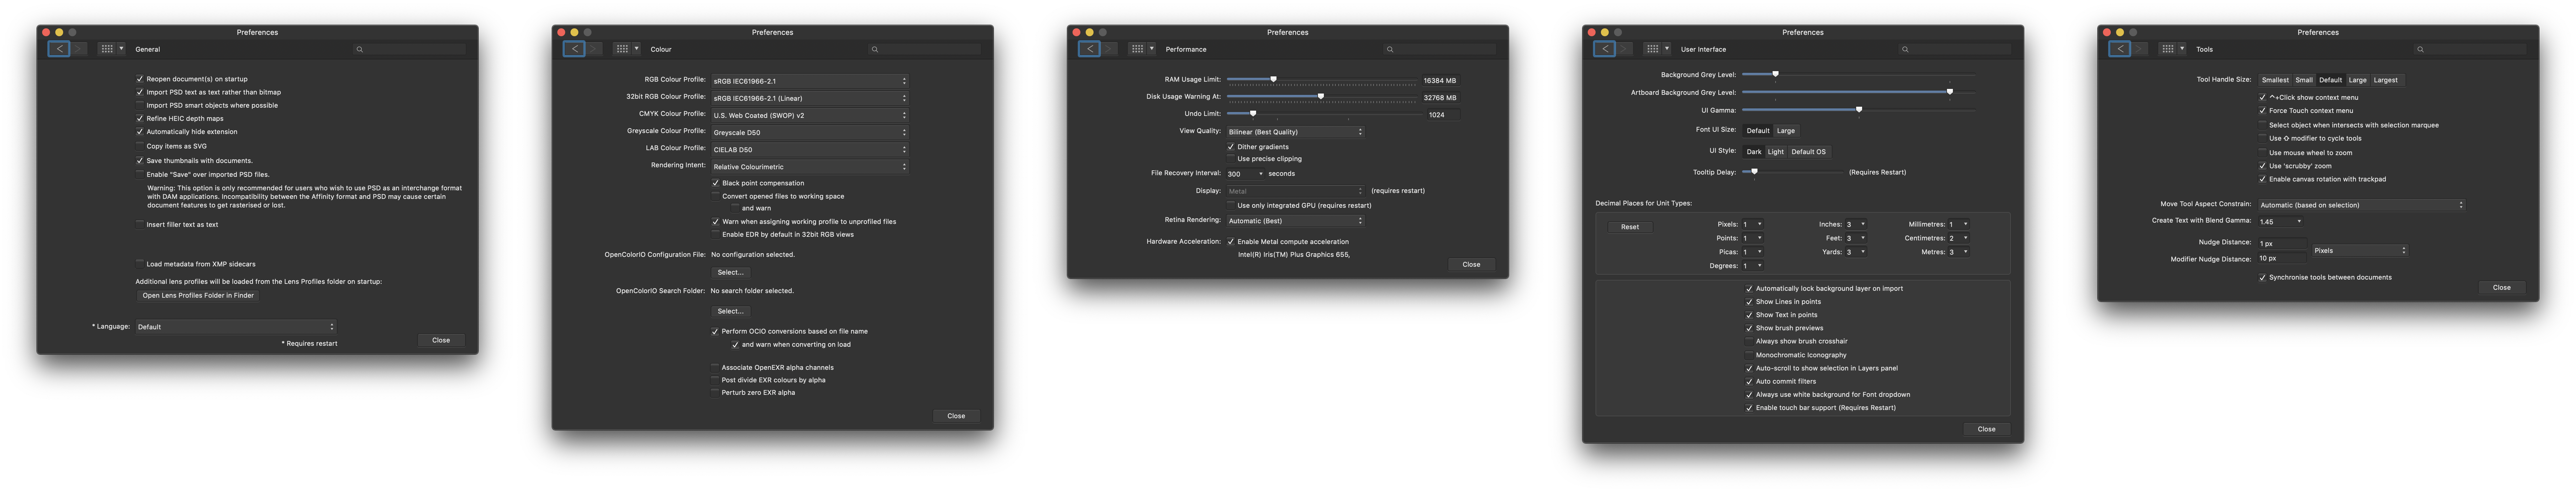 Preferences
General
Reopen document(s) on startup
Import PSD text as text rather than bitmap
Import PSD smart objects where possible
Refine HEIC depth maps
Automatically hide extension
Copy items as SVG
Save thumbnails with documents.
Enable "Save" over imported PSD files.
Warning: This option is only recommended for users who wish to use PSD as an interchange format
with DAM applications. Incompatibility between the Affinity format and PSD may cause certain
document features to get rasterised or lost.
Insert filler text as text
Load metadata from XMP sidecars
Additional lens profiles will be loaded from the Lens Profiles folder on startup:
Open Lens Profiles Folder in Finder
* Language: Default
* Requires restart
Close
Preferences
Colour
RGB Colour Profile: sRGB IEC61966-2.1
32bit RGB Colour Profile: sRGB IEC61966-2.1 (Linear)
CMYK Colour Profile: U.S. Web Coated (SWOP) v2
Greyscale Colour Profile: Greyscale D50
LAB Colour Profile: CIELAB D50
Rendering Intent: Relative Colourimetric
Black point compensation
Convert opened files to working space
and warn
Warn when assigning working profile to unprofiled files
Enable EDR by default in 32bit RGB views
OpenColorIO Configuration File: No configuration selected.
Select...
OpenColorIO Search Folder: No search folder selected.
Select...
Perform OCIO conversions based on file name
and warn when converting on load
Associate OpenEXR alpha channels
Post divide EXR colours by alpha
Perturb zero EXR alpha
Close
Preferences
Performance
RAM Usage Limit: 16384 MB
Disk Usage Warning At: 32768 MB
Undo Limit: 1024
View Quality: Bilinear (Best Quality)
Dither gradients
Use precise clipping
File Recovery Interval: 300 seconds
Display: Metal (requires restart)
Use only integrated GPU (requires restart)
Retina Rendering: Automatic (Best)
Hardware Acceleration: Enable Metal compute acceleration
Intel(R) Iris(TM) Plus Graphics 655,
Close
Preferences
User Interface
Background Grey Level:
Artboard Background Grey Level:
UI Gamma:
Font UI Size: Default Large
UI Style: Dark Light Default OS
Tooltip Delay: (Requires Restart)
Decimal Places for Unit Types:
Reset Pixels: 1 Inches: 3 Millimetres: 1
Points: 1 Feet: 3 Centimetres: 2
Picas: 1 Yards: 3 Metres: 3
Degrees: 1
Automatically lock background layer on import
Show Lines in points
Show Text in points
Show brush previews
Always show brush crosshair
Monochromatic Iconography
Auto-scroll to show selection in Layers panel
Auto commit filters
Always use white background for Font dropdown
Enable touch bar support (Requires Restart)
Close
Preferences
Tools
Tool Handle Size: Smallest Small Default Large Largest
^+Click show context menu
Force Touch context menu
Select object when intersects with selection marquee
Use ⇧ modifier to cycle tools
Use mouse wheel to zoom
Use 'scrubby' zoom
Enable canvas rotation with trackpad
Move Tool Aspect Constrain: Automatic (based on selection)
Create Text with Blend Gamma: 1.45
Nudge Distance: 1 px
Pixels
Modifier Nudge Distance: 10 px
Synchronise tools between documents
Close